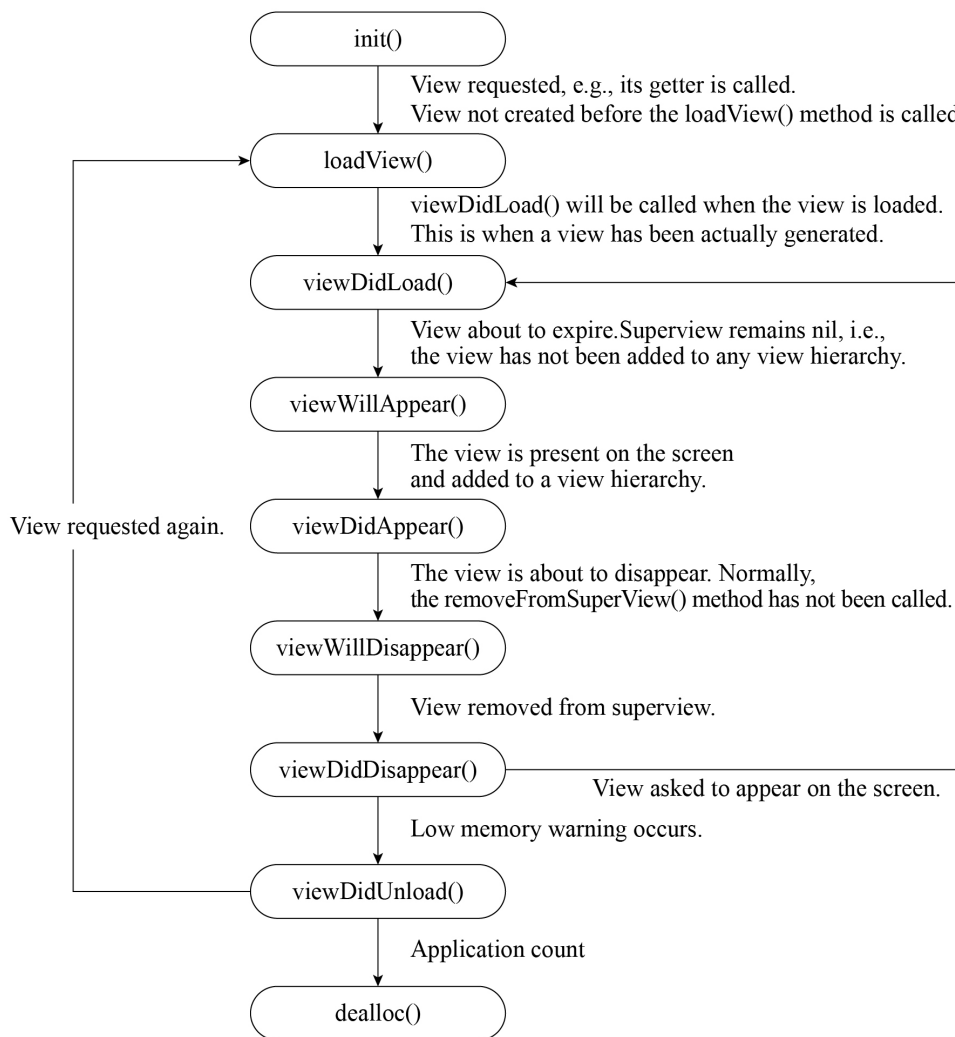 init()
View requested, e.g., its getter is called.
View not created before the loadView() method is called
loadView()
viewDidLoad() will be called when the view is loaded.
This is when a view has been actually generated.
viewDidLoad()
View about to expire.Superview remains nil, i.e.,
the view has not been added to any view hierarchy.
viewWillAppear()
The view is present on the screen
and added to a view hierarchy.
View requested again.
viewDidAppear()
The view is about to disappear. Normally,
the removeFromSuperView() method has not been called.
viewWillDisappear()
View removed from superview.
viewDidDisappear()
View asked to appear on the screen.
Low memory warning occurs.
viewDidUnload()
Application count
dealloc()